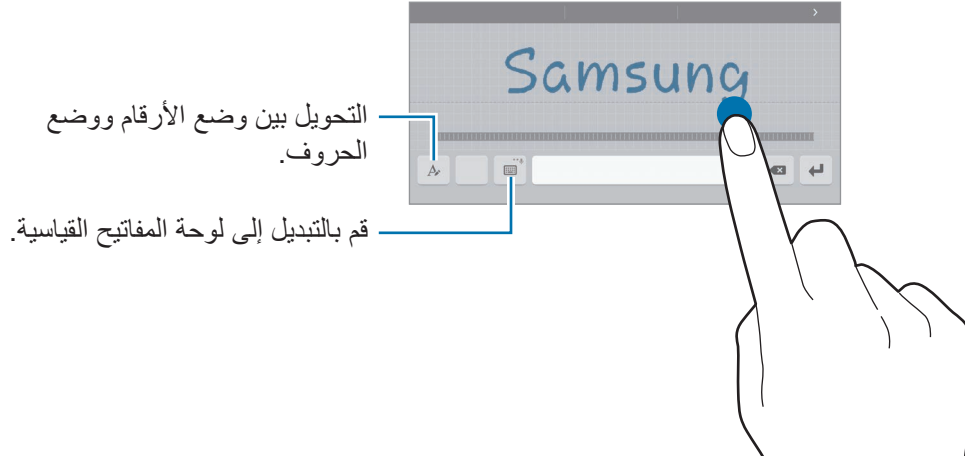 Samsung
التحويل بين وضع الأرقام ووضع
الحروف.
قم بالتبديل إلى لوحة المفاتيح القياسية.